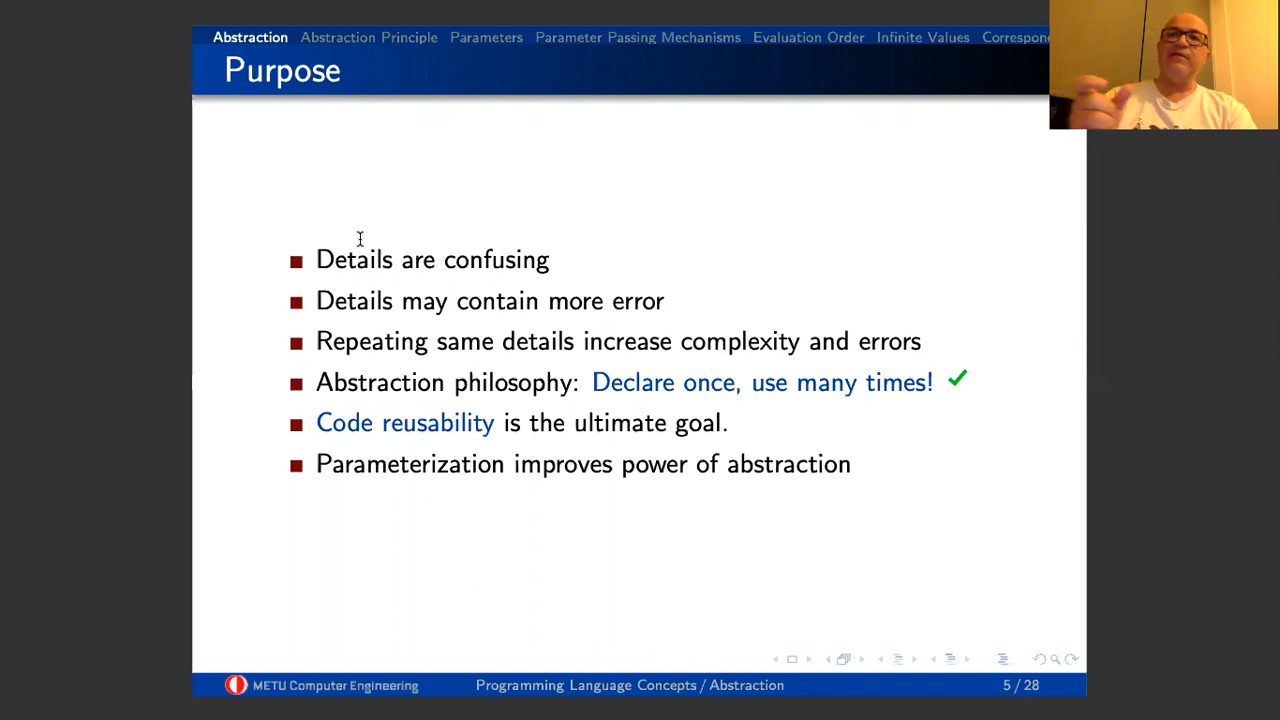 Abstraction Abstraction Principle Parameters Parameter Passing Mechanisms Evaluation Order Infinite Values Correspon
Purpose
Details are confusing
Details may contain more error
Repeating same details increase complexity and errors
Abstraction philosophy: Declare once, use many times!
Code reusability is the ultimate goal.
Parameterization improves power of abstraction
METU Computer Engineering Programming Language Concepts / Abstraction 5 / 28